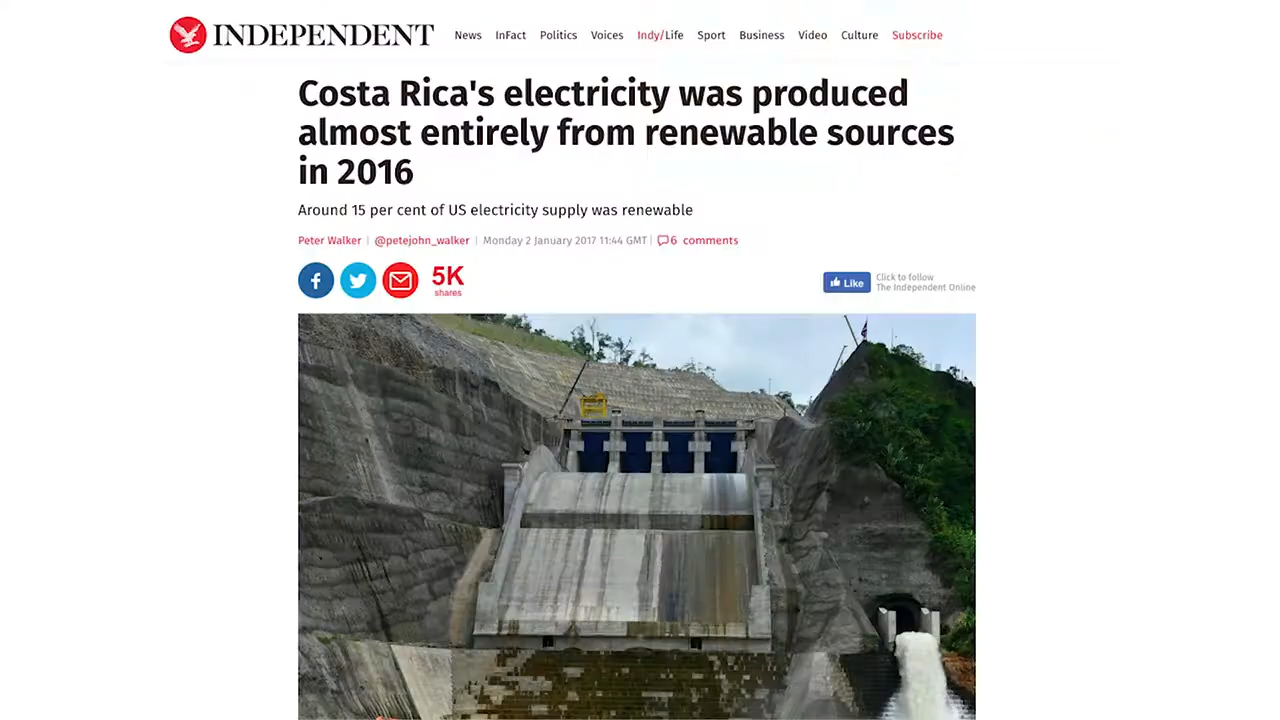 INDEPENDENT News InFact Politics Voices Indy/Life Sport Business Video Culture Subscribe
Costa Rica's electricity was produced
almost entirely from renewable sources
in 2016
Around 15 per cent of US electricity supply was renewable
Peter Walker | @petejohn_walker | Monday 2 January 2017 11:44 GMT | 6 comments
5K
shares
Like
Click to follow
The Independent Online